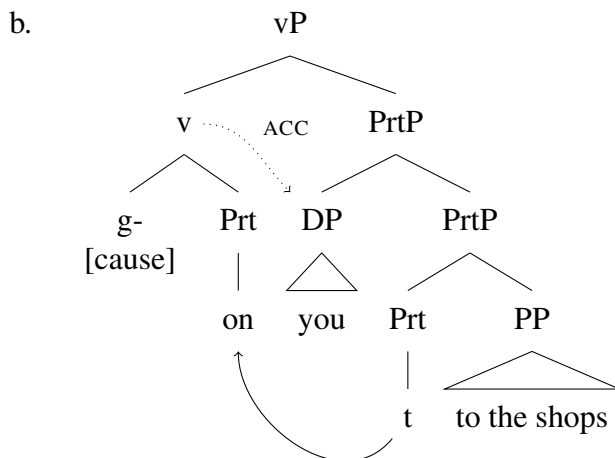 b.
vP
v ACC PrtP
g- Prt DP PrtP
[cause]
on you Prt PP
t to the shops